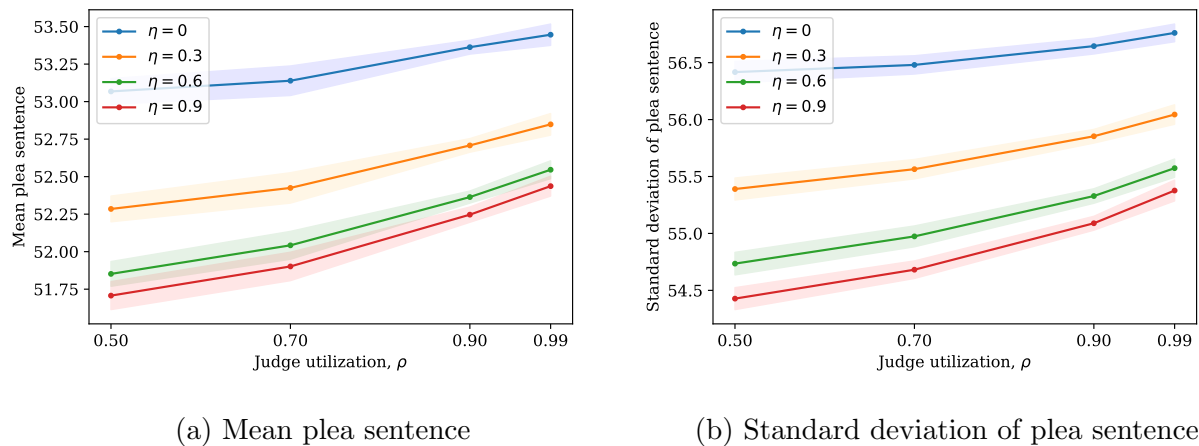 η = 0
η = 0.3
η = 0.6
η = 0.9
53.50
53.25
53.00
52.75
52.50
52.25
52.00
51.75
Mean plea sentence
0.50
0.70
0.90
0.99
Judge utilization, ρ
(a) Mean plea sentence
η = 0
η = 0.3
η = 0.6
η = 0.9
56.5
56.0
55.5
55.0
54.5
Standard deviation of plea sentence
0.50
0.70
0.90
0.99
Judge utilization, ρ
(b) Standard deviation of plea sentence